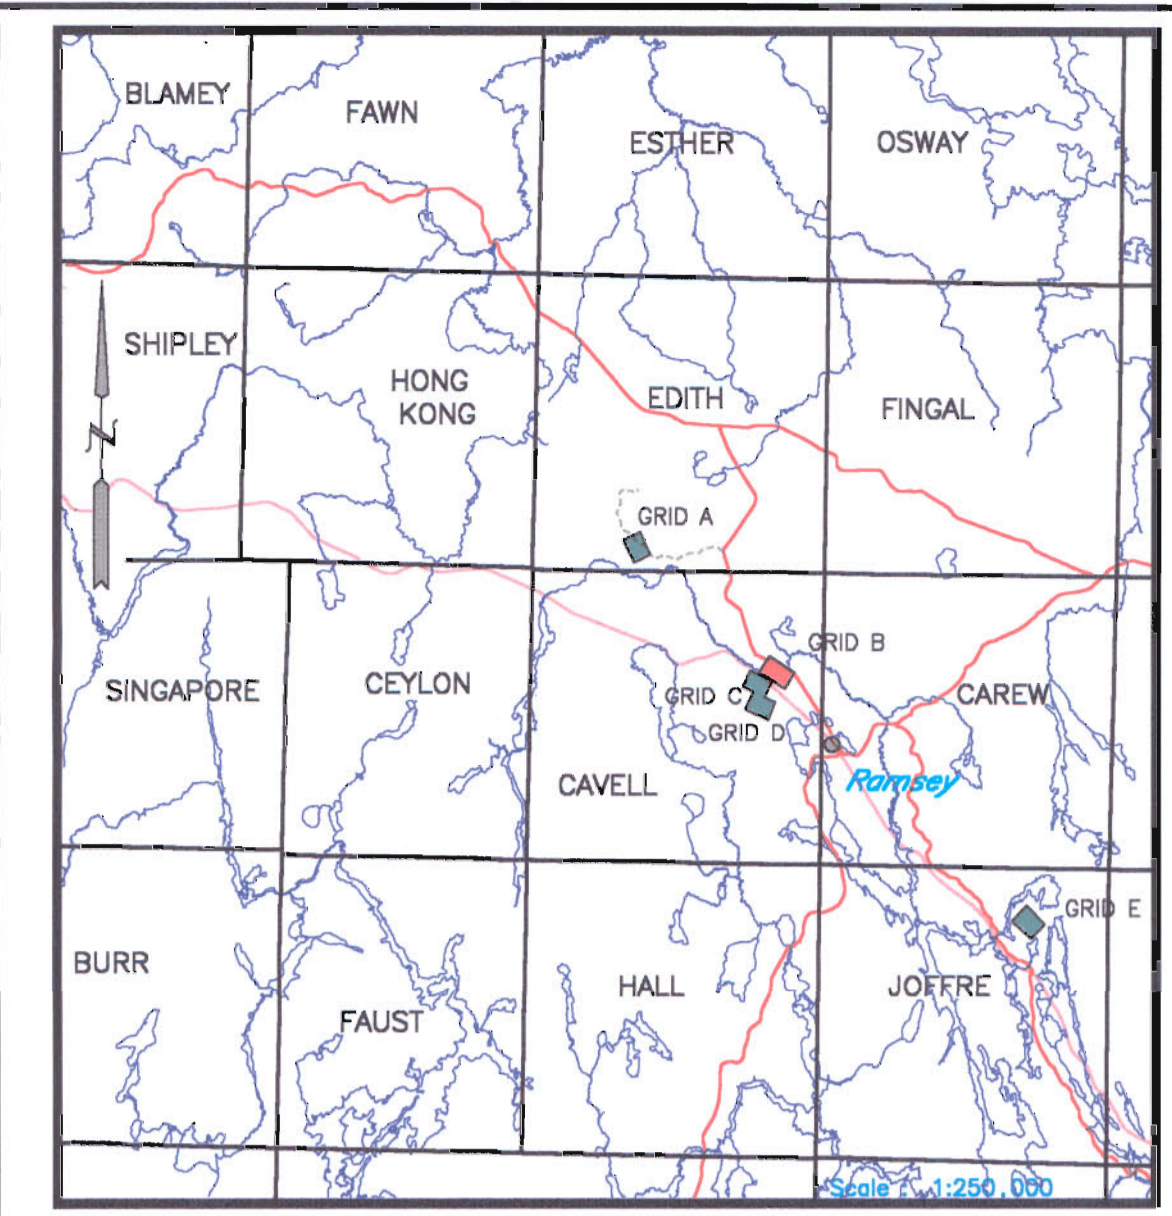 BLAMEY
FAWN
ESTHER
OSWAY
SHIPLEY
HONG
KONG
EDITH
FINGAL
N
GRID A
GRID B
SINGAPORE
CEYLON
GRID C
CAREW
GRID D
CAVELL
Ramsey
GRID E
BURR
HALL
JOFFRE
FAUST
Scale : 1:250,000